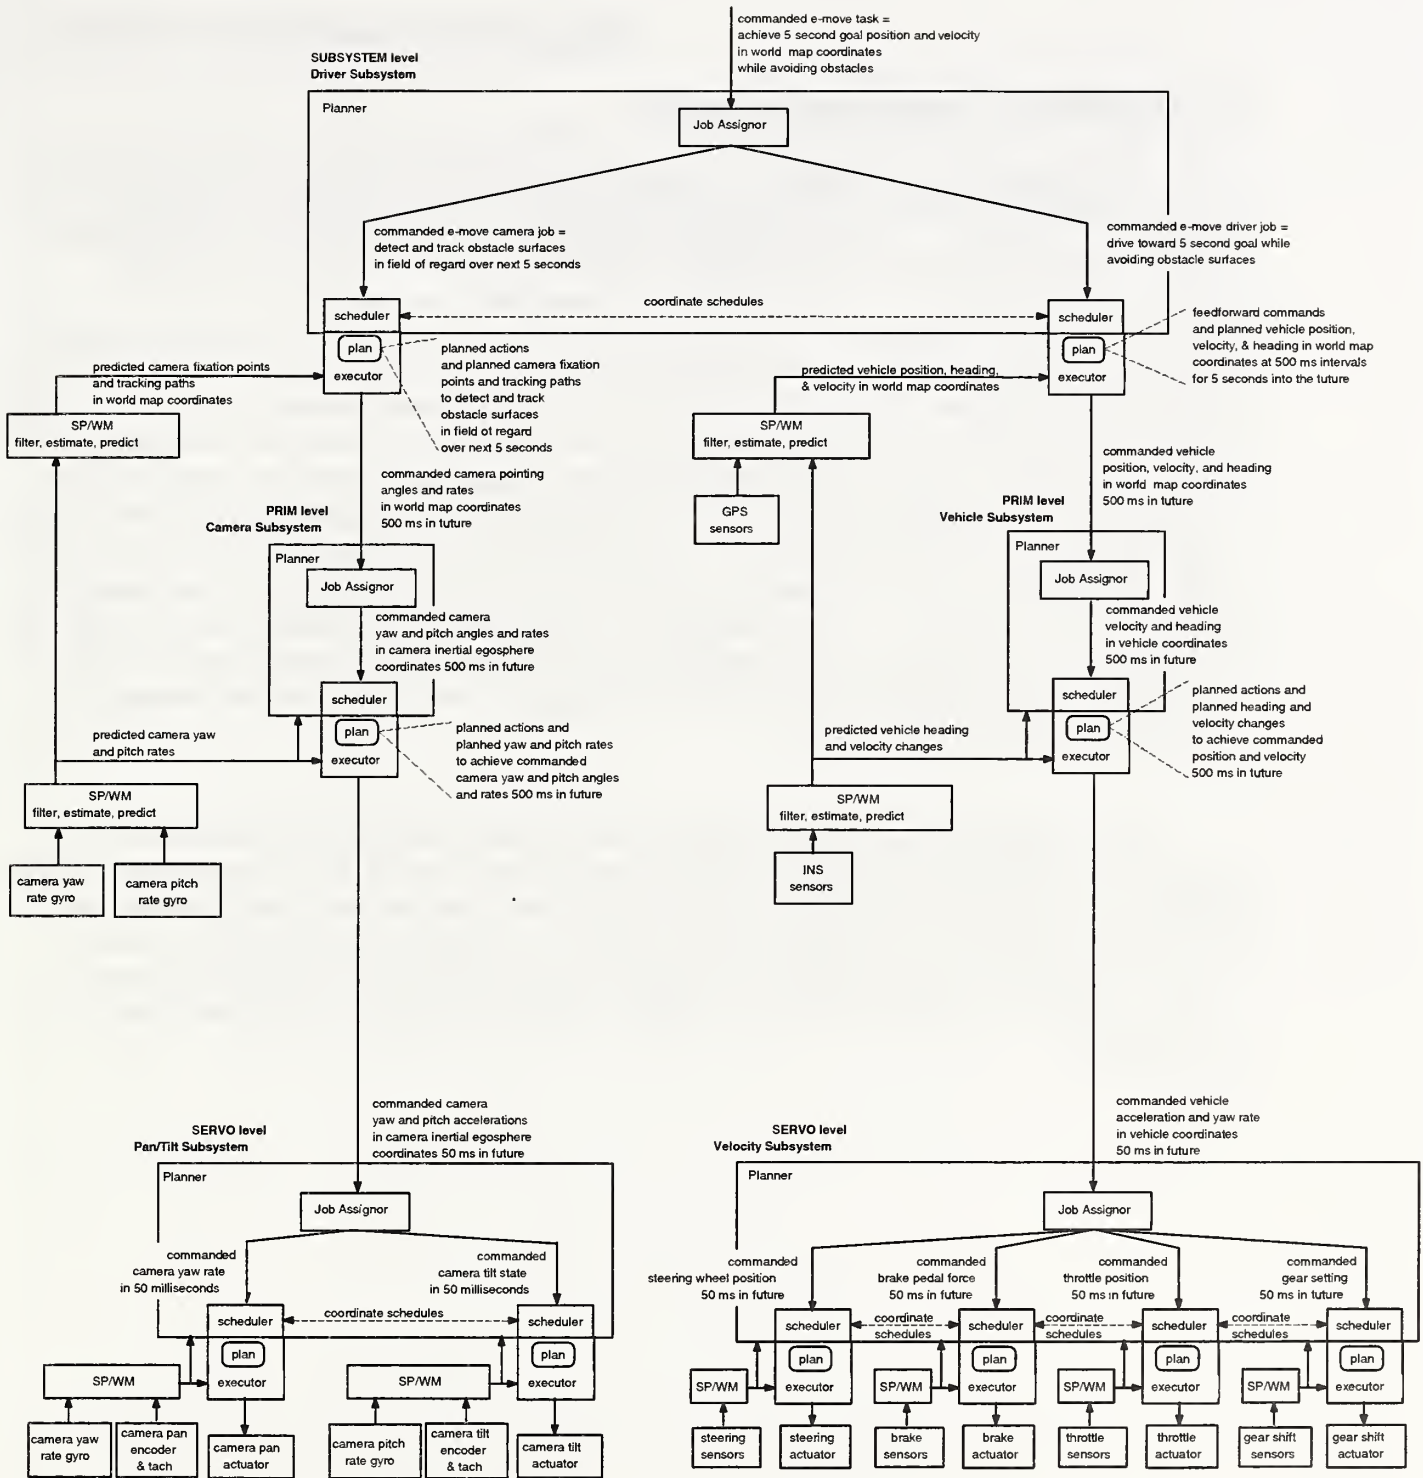 commanded e-move task =
achieve 5 second goal position and velocity
in world map coordinates
while avoiding obstacles
SUBSYSTEM level
Driver Subsystem
Planner
Job Assignor
commanded e-move camera job =
detect and track obstacle surfaces
in field of regard over next 5 seconds
commanded e-move driver job =
drive toward 5 second goal while
avoiding obstacle surfaces
scheduler
coordinate schedules
scheduler
plan
executor
planned actions
and planned camera fixation
points and tracking paths
to detect and track
obstacle surfaces
in field of regard
over next 5 seconds
plan
executor
feedforward commands
and planned vehicle position,
velocity, & heading in world map
coordinates at 500 ms intervals
for 5 seconds into the future
predicted camera fixation points
and tracking paths
in world map coordinates
predicted vehicle position, heading,
& velocity in world map coordinates
SP/WM
filter, estimate, predict
SP/WM
filter, estimate, predict
GPS
sensors
commanded camera pointing
angles and rates
in world map coordinates
500 ms in future
commanded vehicle
position, velocity, and heading
in world map coordinates
500 ms in future
PRIM level
Camera Subsystem
Planner
Job Assignor
commanded camera
yaw and pitch angles and rates
in camera inertial egosphere
coordinates 500 ms in future
PRIM level
Vehicle Subsystem
Planner
Job Assignor
commanded vehicle
velocity and heading
in vehicle coordinates
500 ms in future
scheduler
plan
executor
planned actions and
planned yaw and pitch rates
to achieve commanded
camera yaw and pitch angles
and rates 500 ms in future
scheduler
plan
executor
planned actions and
planned heading and
velocity changes
to achieve commanded
position and velocity
500 ms in future
predicted camera yaw
and pitch rates
predicted vehicle heading
and velocity changes
SP/WM
filter, estimate, predict
camera yaw
rate gyro
camera pitch
rate gyro
SP/WM
filter, estimate, predict
INS
sensors
commanded camera
yaw and pitch accelerations
in camera inertial egosphere
coordinates 50 ms in future
commanded vehicle
acceleration and yaw rate
in vehicle coordinates
50 ms in future
SERVO level
Pan/Tilt Subsystem
Planner
Job Assignor
commanded
camera yaw rate
in 50 milliseconds
commanded
camera tilt state
in 50 milliseconds
scheduler
coordinate schedules
scheduler
plan
executor
plan
executor
SP/WM
SP/WM
camera yaw
rate gyro
camera pan
encoder
& tach
camera pan
actuator
camera pitch
rate gyro
camera tilt
encoder
& tach
camera tilt
actuator
SERVO level
Velocity Subsystem
Planner
Job Assignor
commanded
steering wheel position
50 ms in future
commanded
brake pedal force
50 ms in future
commanded
throttle position
50 ms in future
commanded
gear setting
50 ms in future
scheduler
coordinate
schedules
scheduler
coordinate
schedules
scheduler
coordinate
schedules
scheduler
plan
executor
plan
executor
plan
executor
plan
executor
SP/WM
SP/WM
SP/WM
SP/WM
steering
sensors
steering
actuator
brake
sensors
brake
actuator
throttle
sensors
throttle
actuator
gear shift
sensors
gear shift
actuator